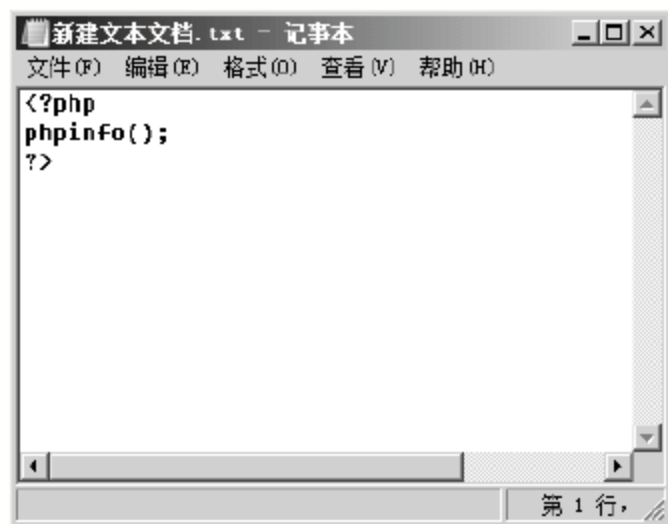 新建文本文档.txt - 记事本
文件(F) 编辑(E) 格式(O) 查看(V) 帮助(H)
<?php
phpinfo();
?>
第 1 行,